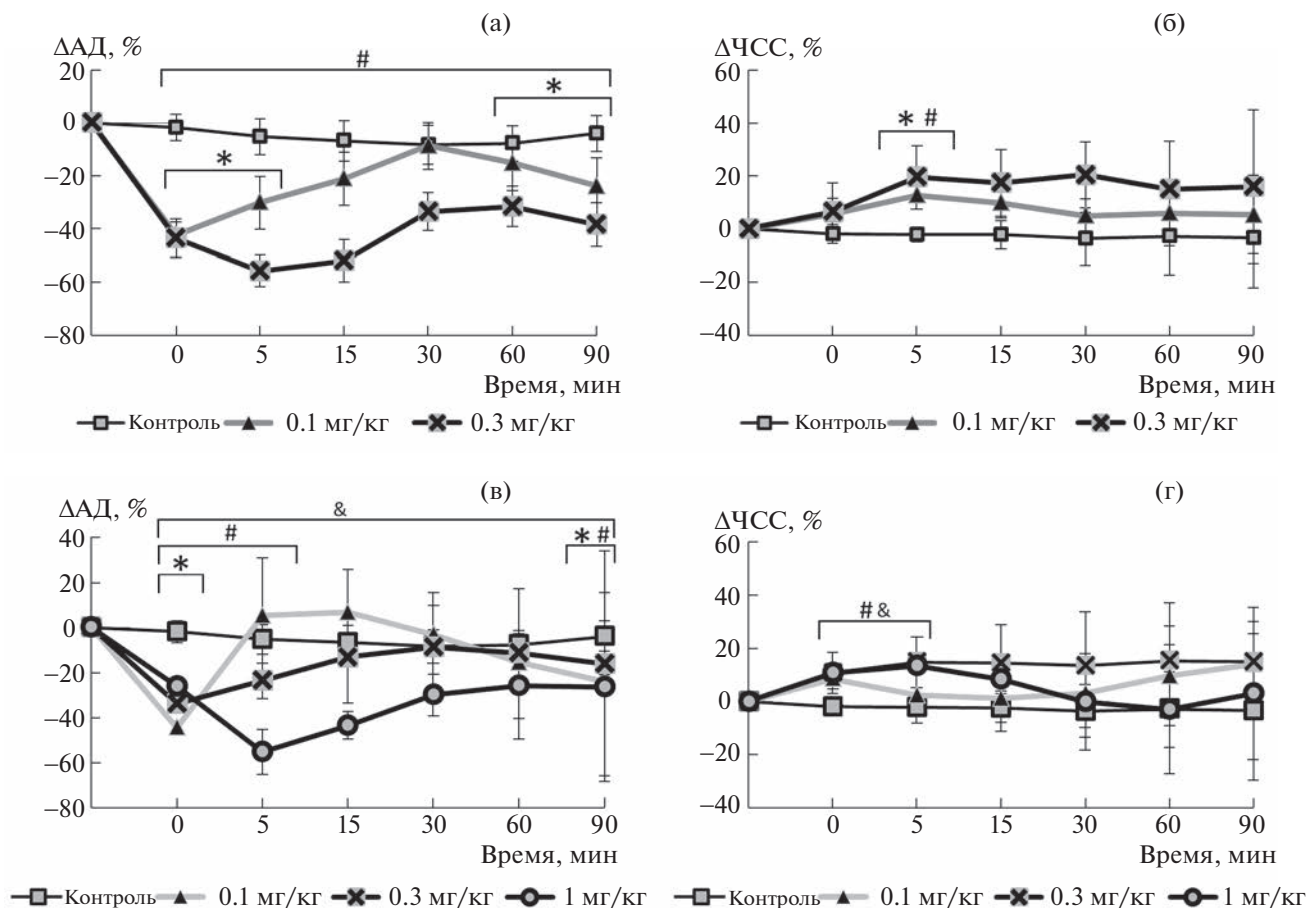 (а)
ΔАД, %
20
0
–20
–40
–60
–80
#
*
*
0 5 15 30 60 90
Время, мин
Контроль 0.1 мг/кг 0.3 мг/кг
(б)
ΔЧСС, %
60
40
20
0
–20
–40
* #
0 5 15 30 60 90
Время, мин
Контроль 0.1 мг/кг 0.3 мг/кг
(в)
ΔАД, %
40
20
0
–20
–40
–60
–80
&
#
* #
*
0 5 15 30 60 90
Время, мин
Контроль 0.1 мг/кг 0.3 мг/кг 1 мг/кг
(г)
ΔЧСС, %
60
40
20
0
–20
–40
# &
0 5 15 30 60 90
Время, мин
Контроль 0.1 мг/кг 0.3 мг/кг 1 мг/кг